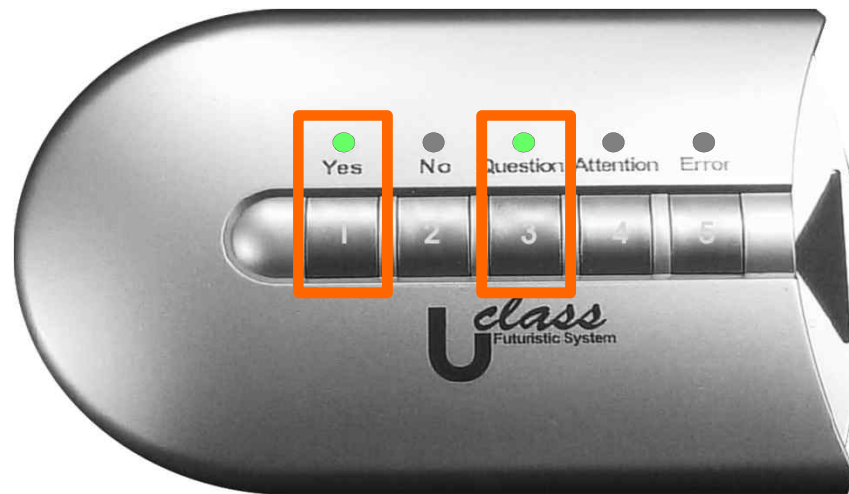 Yes No Question Attention Error
1 2 3 4 5
Uclass
Futuristic System